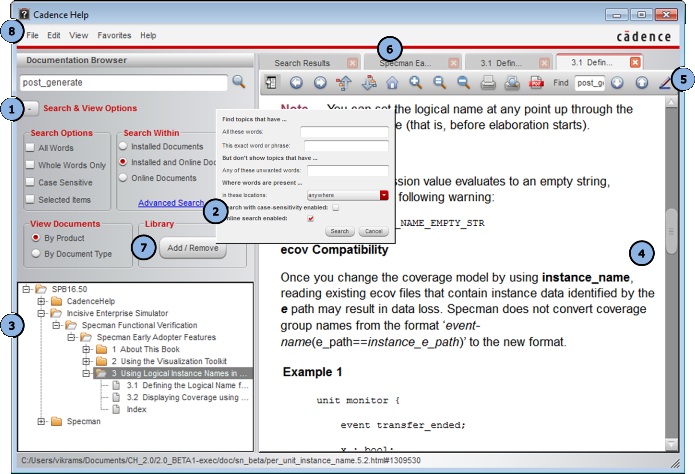 Cadence Help
8
File Edit View Favorites Help
cādence
6
Documentation Browser
Search Results
Specman Ea...
3.1 Defin...
3.1 Defin...
post_generate
Find
post_g
5
1
Search & View Options
Search Options
All Words
Whole Words Only
Case Sensitive
Selected Items
Search Within
Installed Documents
Installed and Online Doc
Online Documents
Advanced Search
View Documents
By Product
By Document Type
7
Library
Add / Remove
2
Find topics that have ...
All these words:
This exact word or phrase:
But don't show topics that have ...
Any of these unwanted words:
Where words are present ...
in these locations:
anywhere
earch with case-sensitivity enabled:
nline search enabled:
Search
Cancel
3
SPB16.50
CadenceHelp
Incisive Enterprise Simulator
Specman Functional Verification
Specman Early Adopter Features
1 About This Book
2 Using the Visualization Toolkit
3 Using Logical Instance Names in ...
3.1 Defining the Logical Name f...
3.2 Displaying Coverage using ...
Index
Specman
You can set the logical name at any point up through the
e (that is, before elaboration starts).
ssion value evaluates to an empty string,
following warning:
_NAME_EMPTY_STR
4
ecov Compatibility
Once you change the coverage model by using instance_name,
reading existing ecov files that contain instance data identified by the
e path may result in data loss. Specman does not convert coverage
group names from the format 'event-
name(e_path==instance_e_path)' to the new format.
Example 1
unit monitor {
event transfer_ended;
x : bool;
C:/Users/vikrams/Documents/CH_2.0/2.0_BETA1-exec/doc/sn_beta/per_unit_instance_name.5.2.html#1309530